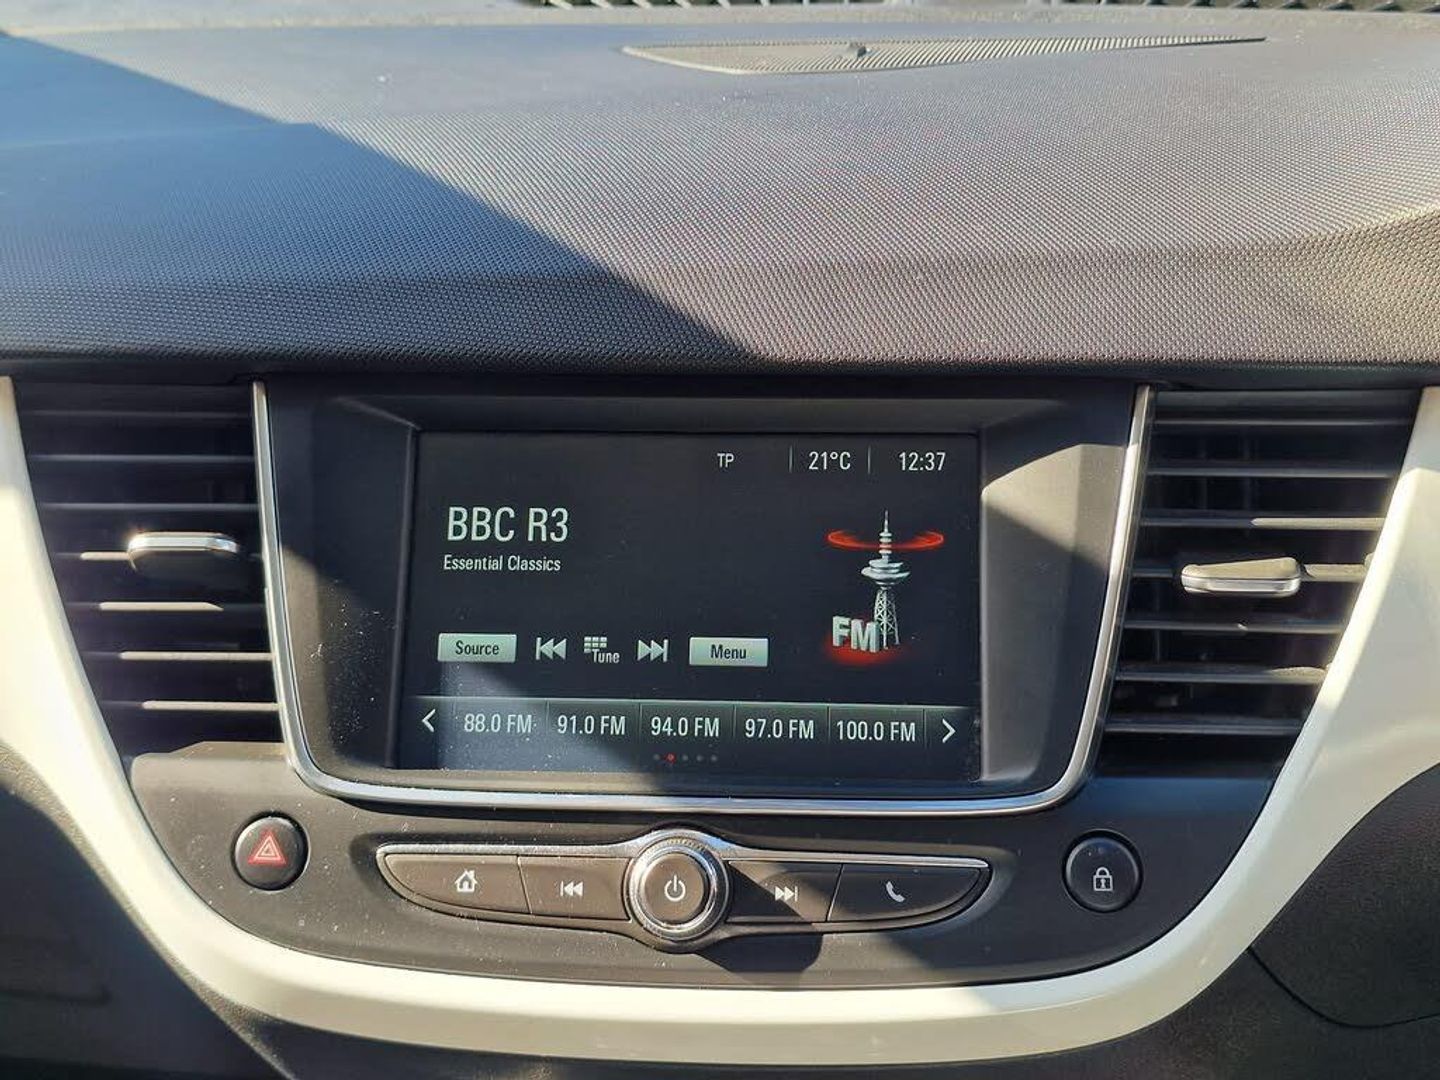 TP 21°C 12:37
BBC R3
Essential Classics
FM
Source Tune Menu
88.0 FM 91.0 FM 94.0 FM 97.0 FM 100.0 FM